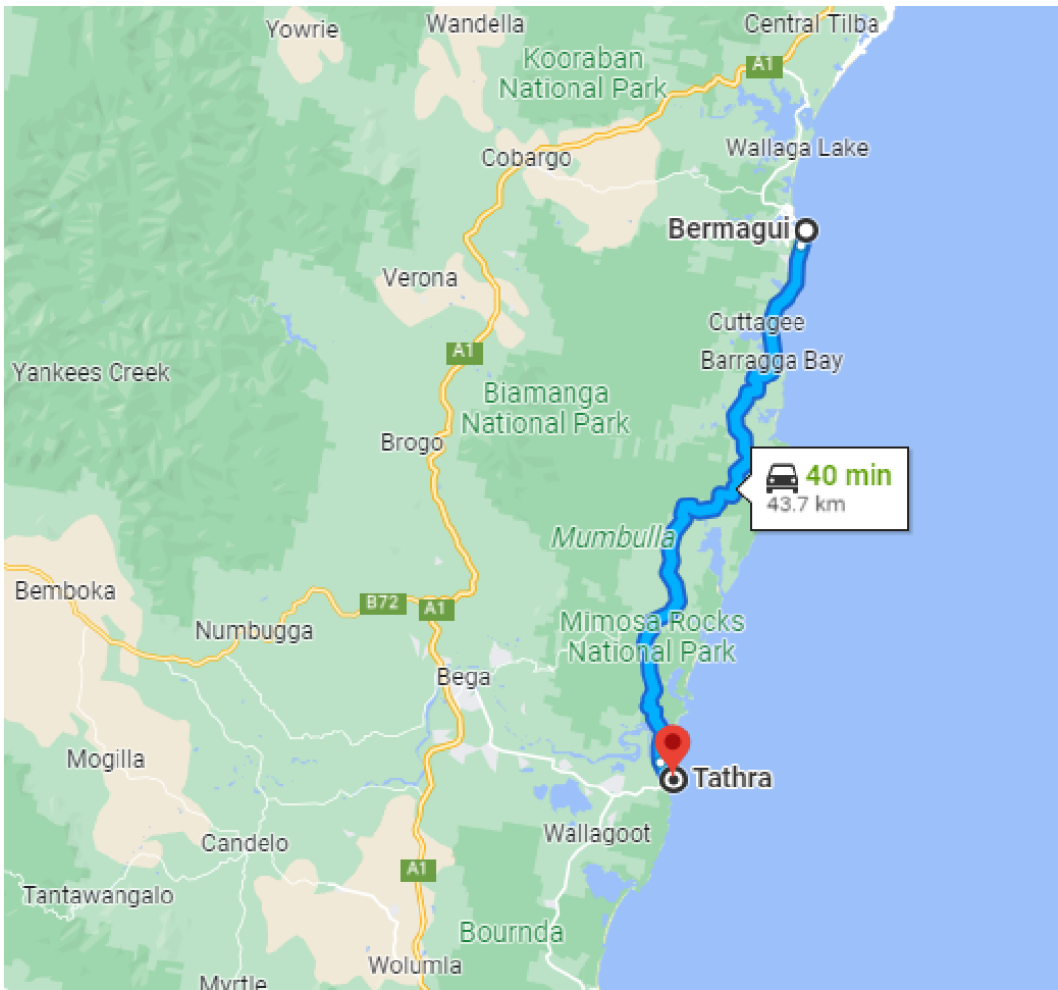 Yowrie
Wandella
Central Tilba
Kooraban
National Park
A1
Cobargo
Wallaga Lake
Bermagui
Verona
Cuttagee
A1
Barragga Bay
Yankees Creek
Biamanga
National Park
Brogo
40 min
43.7 km
Mumbulla
Bemboka
B72
A1
Numbugga
Mimosa Rocks
National Park
Bega
Mogilla
Tathra
Wallagoot
Candelo
A1
Tantawangalo
Bournda
Wolumla
Myrtle